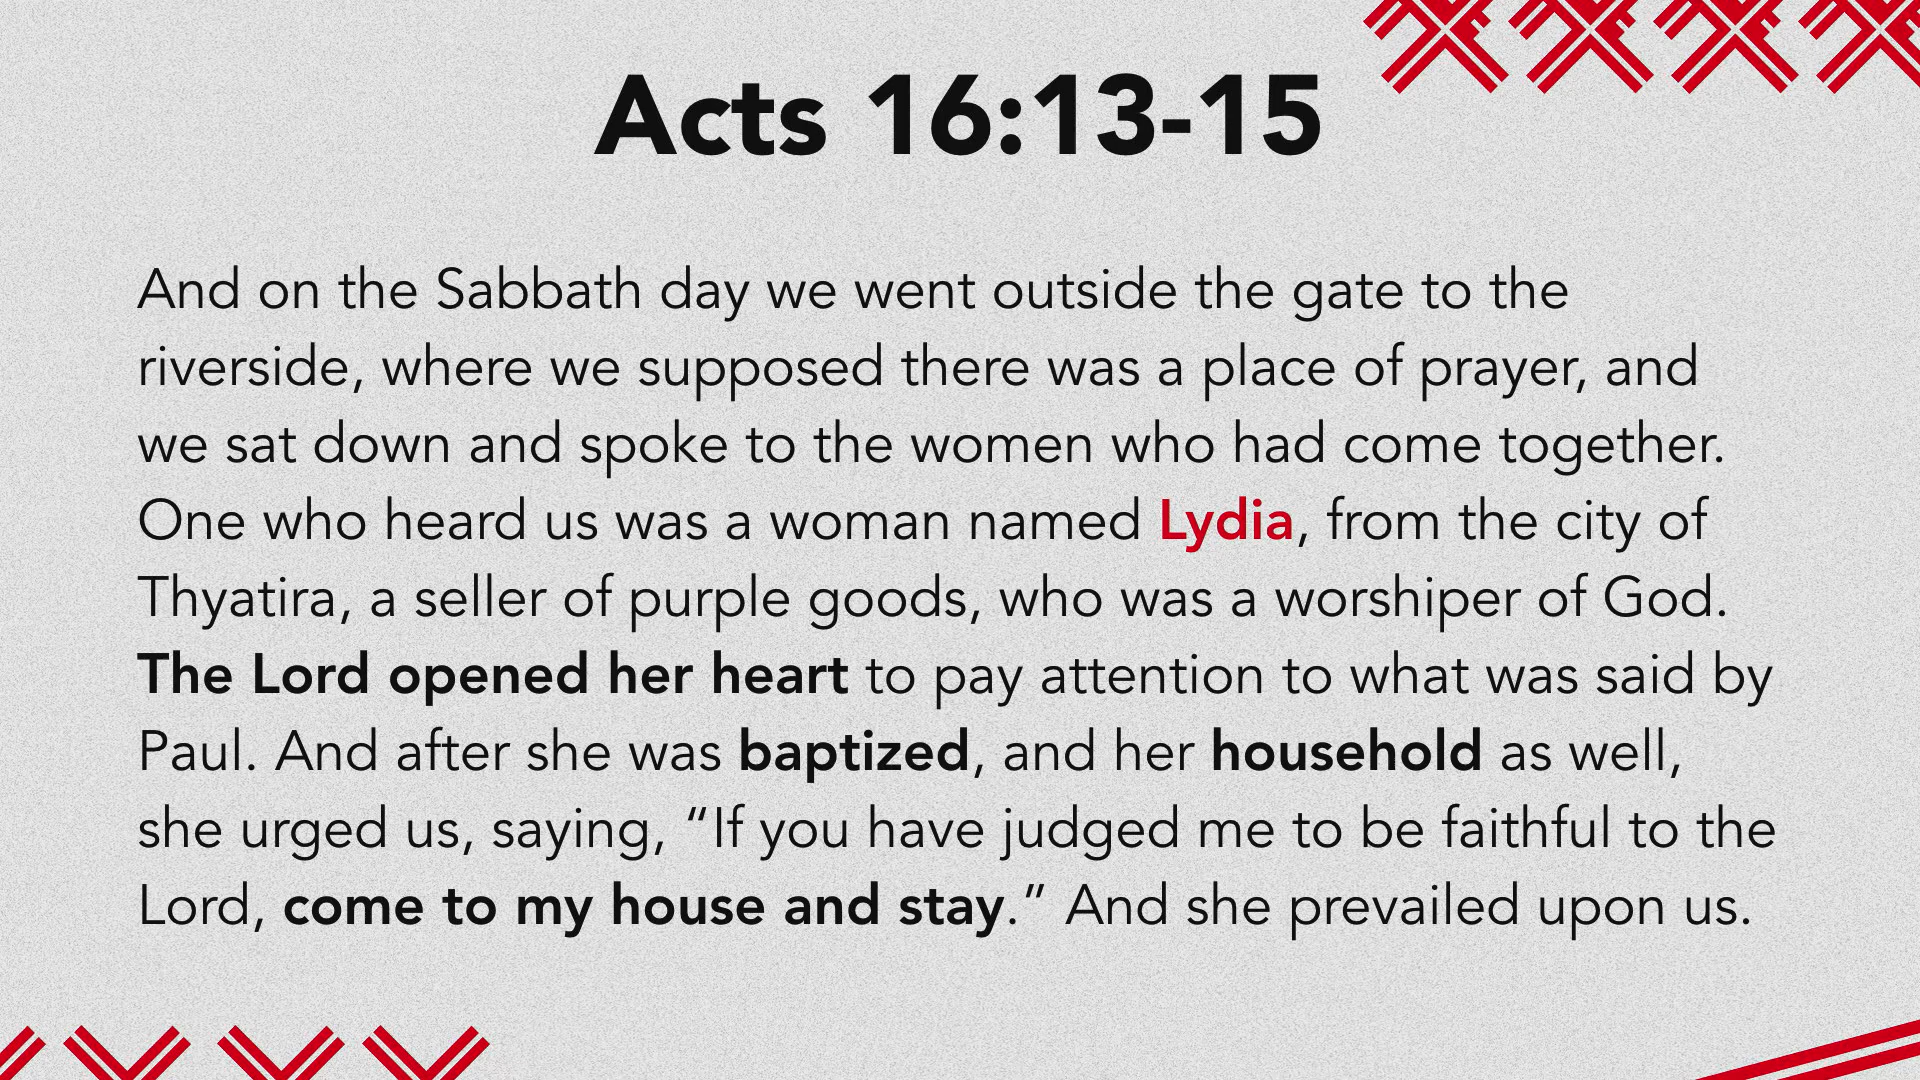 Acts 16:13-15
And on the Sabbath day we went outside the gate to the
riverside, where we supposed there was a place of prayer, and
we sat down and spoke to the women who had come together.
One who heard us was a woman named Lydia, from the city of
Thyatira, a seller of purple goods, who was a worshiper of God.
The Lord opened her heart to pay attention to what was said by
Paul. And after she was baptized, and her household as well,
she urged us, saying, “If you have judged me to be faithful to the
Lord, come to my house and stay.” And she prevailed upon us.